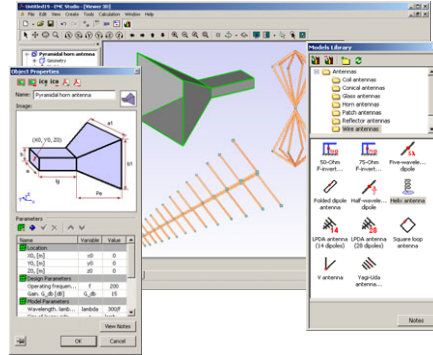 Untitled19 - EMC Studio - [Viewer 3D]
File Edit View Create Tools Calculation Window Help
Pyramidal horn antenna
Geometry
Object Properties
Name: Pyramidal horn antenna
Image:
(X0, Y0, Z0)
a1
b1
b
a
lg
Pe
Parameters
Name Variable Value
Location
X0, [m] x0 0
Y0, [m] y0 0
Z0, [m] z0 0
Design Parameters
Operating frequen... f 200
Gain, G_db [dB] G_db 15
Model Parameters
Wavelength, lamb... lambda 300/f
View Notes
OK Cancel
Models Library
Antennas
Coil antennas
Conical antennas
Glass antennas
Horn antennas
Patch antennas
Reflector antennas
Wire antennas
50-Ohm F-invert...
75-Ohm F-invert...
Five-wavele... dipole
Folded dipole antenna
Half-wavele... dipole
Helix antenna
14
28
LPDA antenna (14 dipoles)
LPDA antenna (28 dipoles)
Square loop antenna
V antenna
Yagi-Uda antenna...
Notes